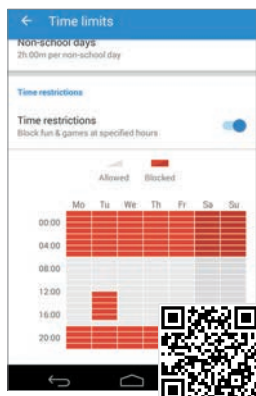 Time limits
Non-school days
2h:00m per non-school day
Time restrictions
Time restrictions
Block fun & games at specified hours
Allowed Blocked
Mo Tu We Th Fr Sa Su
00:00
04:00
08:00
12:00
16:00
20:00